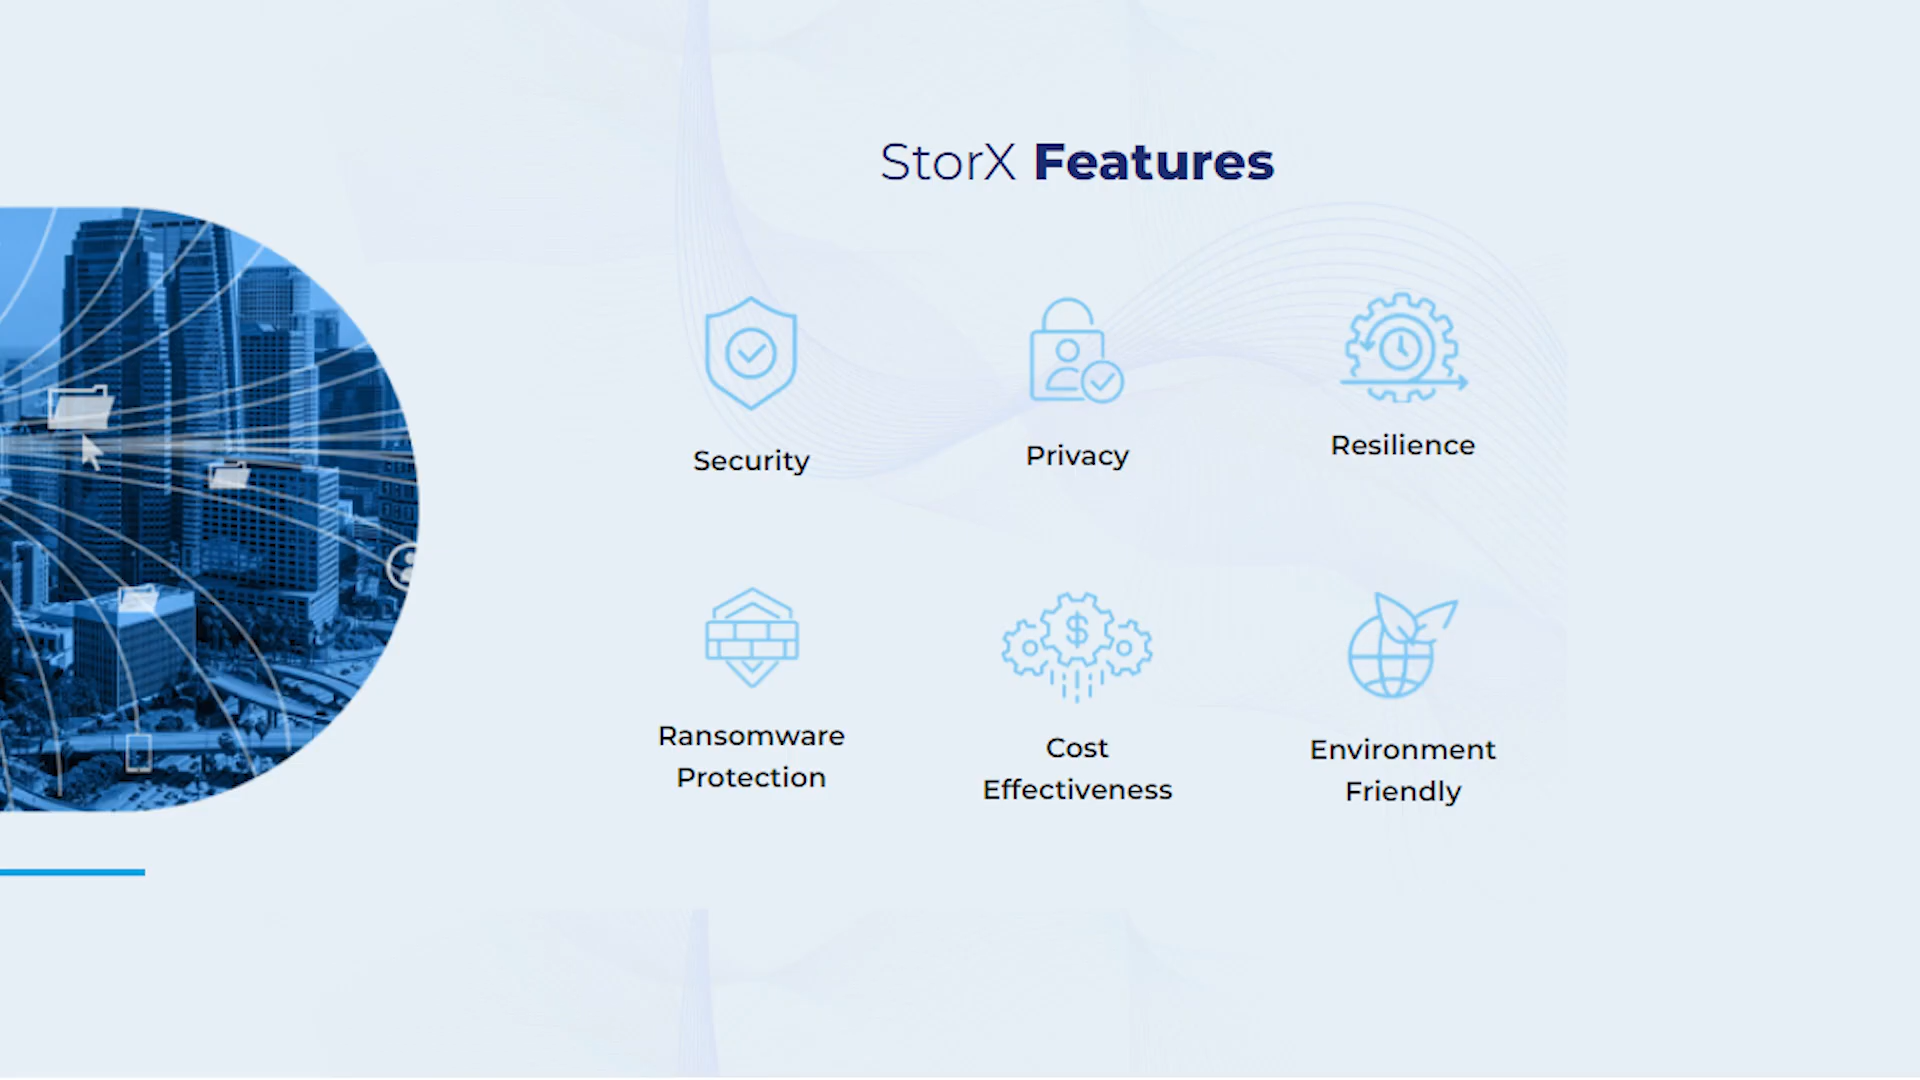 StorX Features
Security
Privacy
Resilience
Ransomware
Protection
Cost
Effectiveness
Environment
Friendly